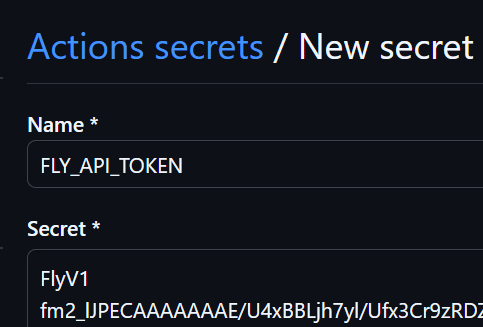 Actions secrets / New secret
Name *
FLY_API_TOKEN
Secret *
FlyV1
fm2_lJPECAAAAAAAE/U4xBBLjh7yl/Ufx3Cr9zRDZ